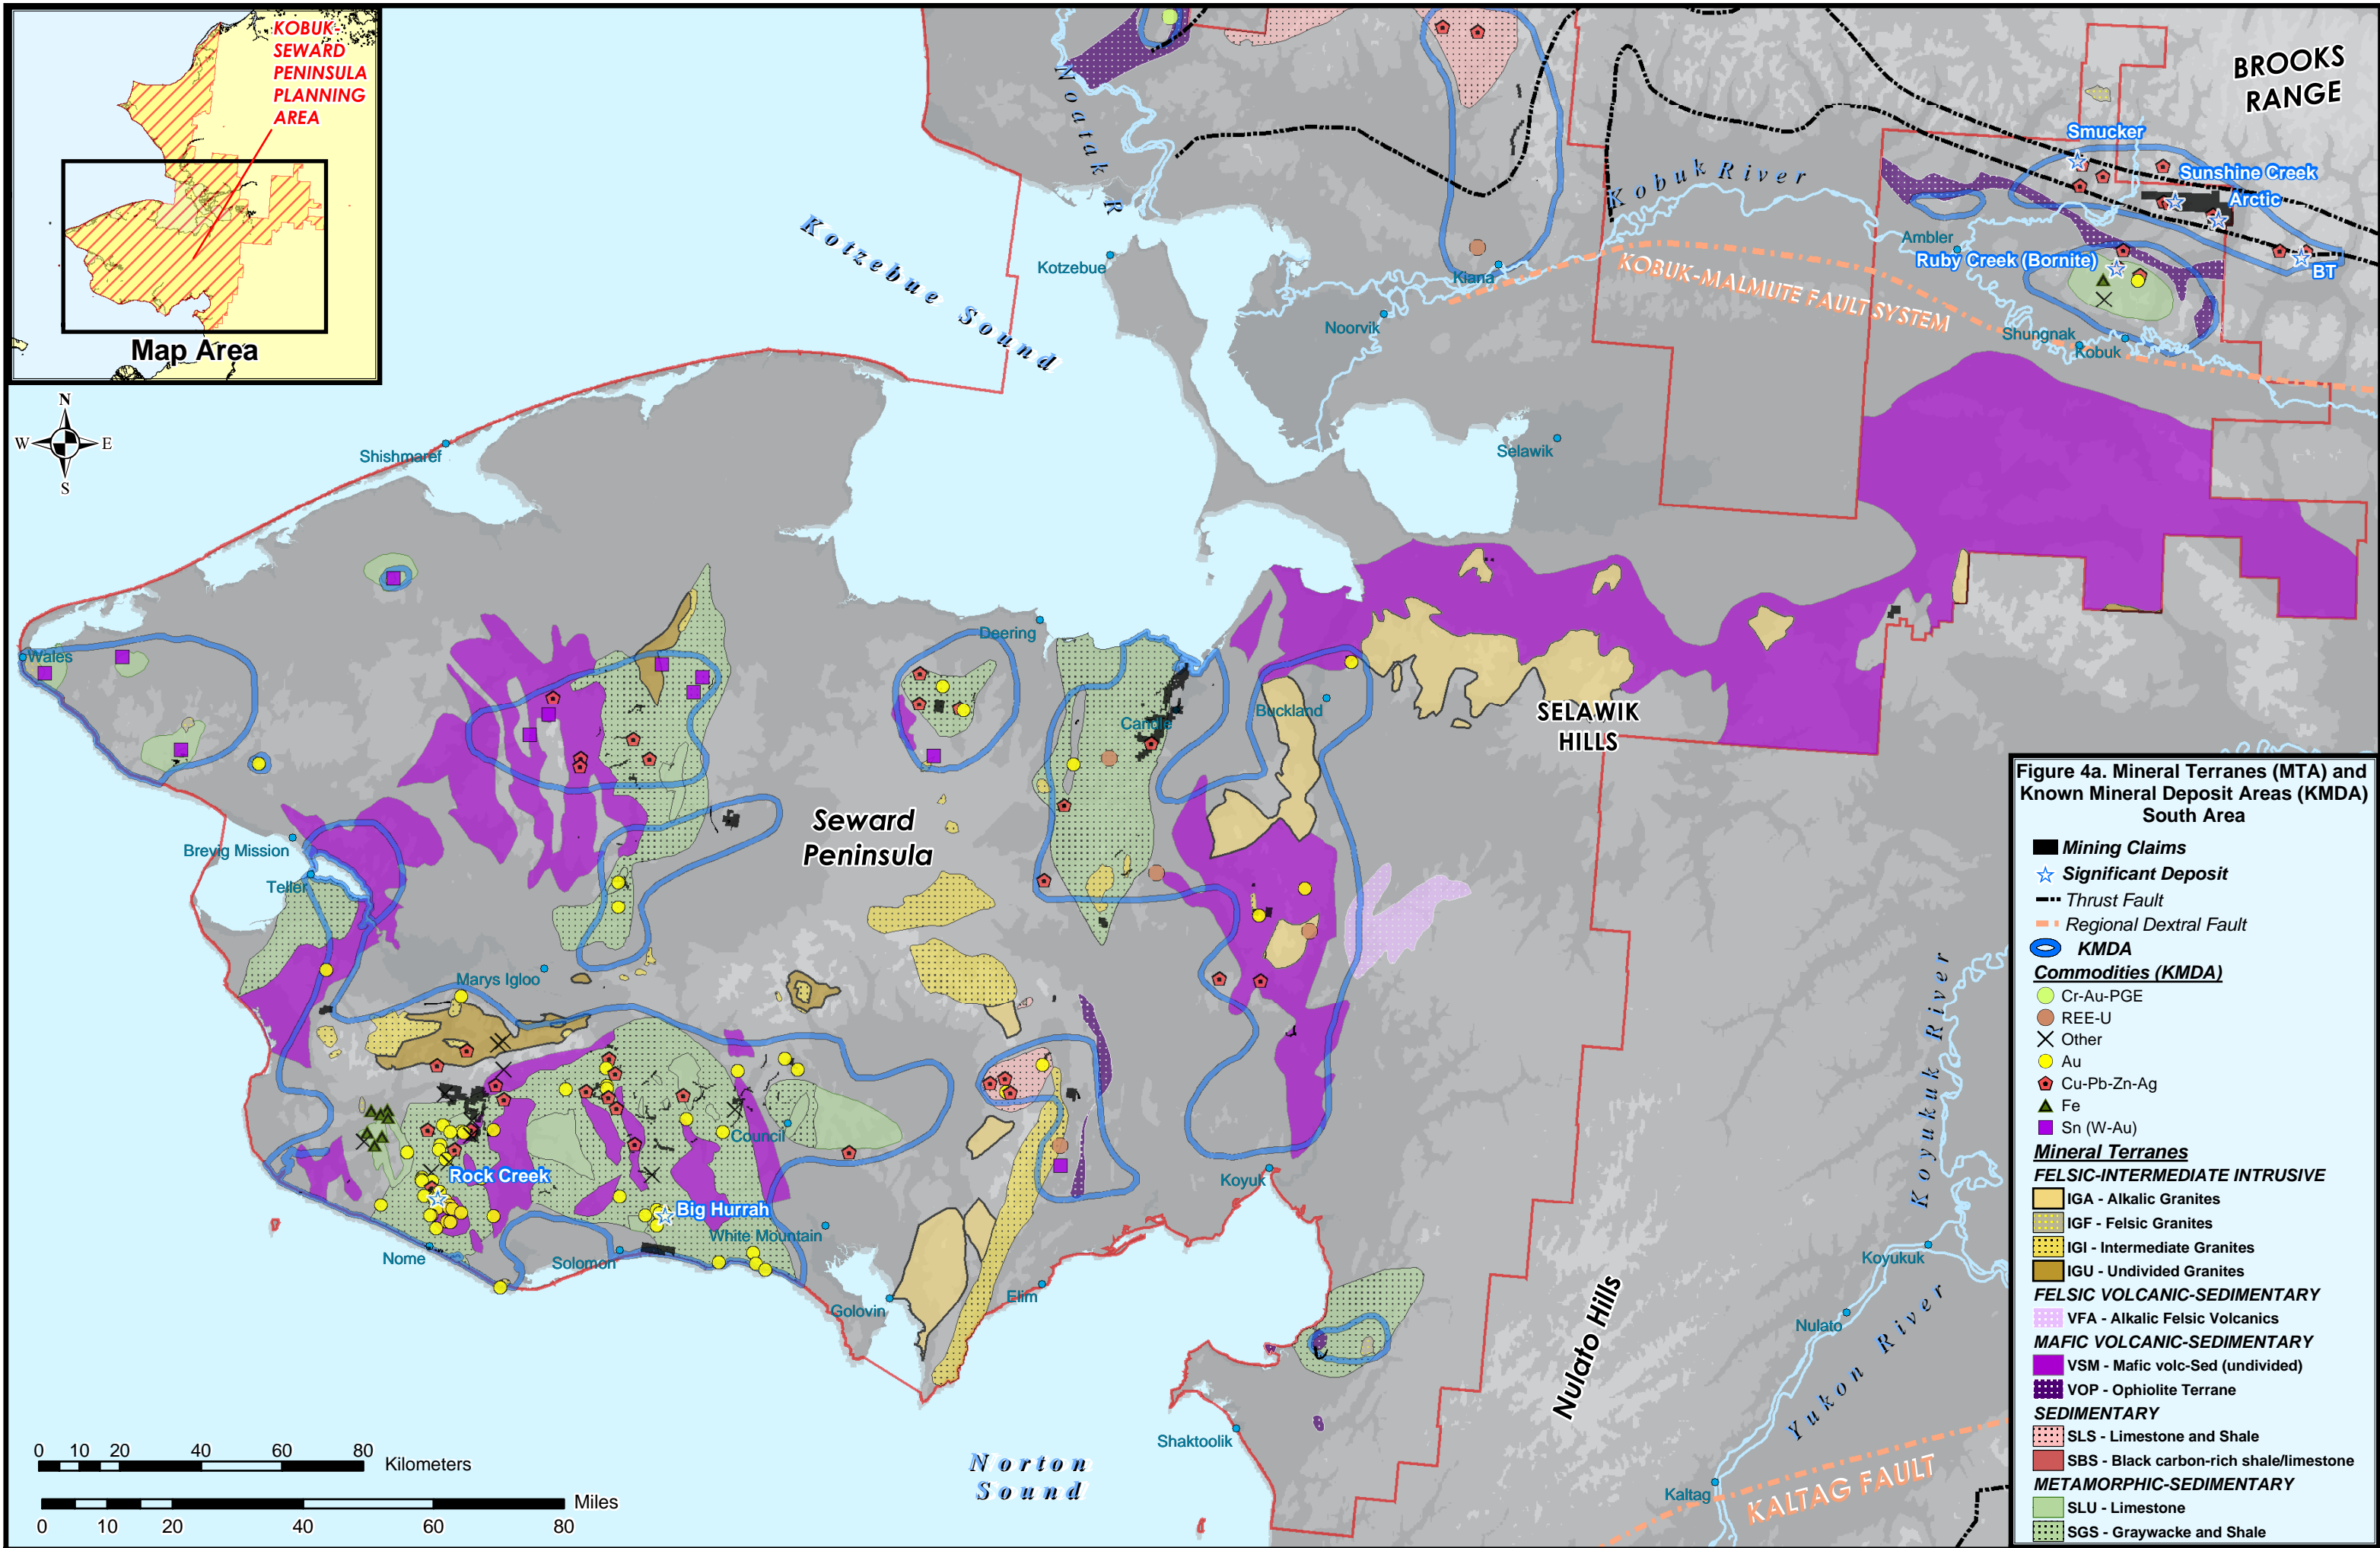 KOBUK-
SEWARD
PENINSULA
PLANNING
AREA
Map Area
N
W
E
S
BROOKS
RANGE
Noatak R
Kobuk River
Smucker
Sunshine Creek
Arctic
Ambler
Ruby Creek (Bornite)
BT
Kotzebue Sound
Kotzebue
Kiana
KOBUK-MALMUTE FAULT SYSTEM
Noorvik
Shungnak
Kobuk
Shishmaref
Selawik
Deering
Wales
Candle
Buckland
SELAWIK
HILLS
Seward
Peninsula
Brevig Mission
Teller
Marys Igloo
Council
Rock Creek
Big Hurrah
White Mountain
Nome
Solomon
Golovin
Elim
Koyuk
Shaktoolik
Nulato Hills
Koyukuk River
Koyukuk
Nulato
Yukon River
Kaltag
KALTAG FAULT
Norton
Sound
0 10 20 40 60 80
Kilometers
Miles
0 10 20 40 60 80
Figure 4a. Mineral Terranes (MTA) and
Known Mineral Deposit Areas (KMDA)
South Area
Mining Claims
Significant Deposit
Thrust Fault
Regional Dextral Fault
KMDA
Commodities (KMDA)
Cr-Au-PGE
REE-U
Other
Au
Cu-Pb-Zn-Ag
Fe
Sn (W-Au)
Mineral Terranes
FELSIC-INTERMEDIATE INTRUSIVE
IGA - Alkalic Granites
IGF - Felsic Granites
IGI - Intermediate Granites
IGU - Undivided Granites
FELSIC VOLCANIC-SEDIMENTARY
VFA - Alkalic Felsic Volcanics
MAFIC VOLCANIC-SEDIMENTARY
VSM - Mafic volc-Sed (undivided)
VOP - Ophiolite Terrane
SEDIMENTARY
SLS - Limestone and Shale
SBS - Black carbon-rich shale/limestone
METAMORPHIC-SEDIMENTARY
SLU - Limestone
SGS - Graywacke and Shale